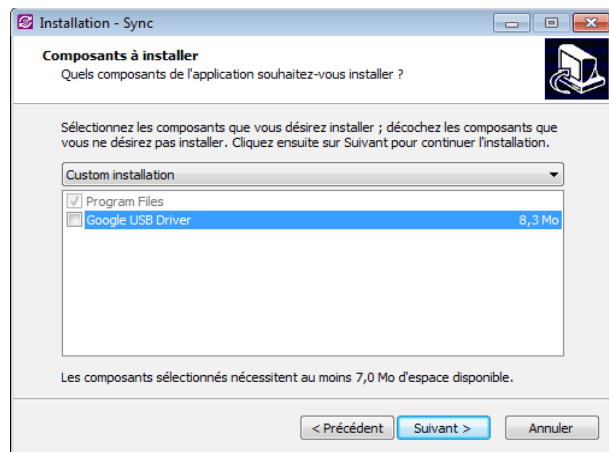 Installation - Sync
Composants à installer
Quels composants de l'application souhaitez-vous installer ?
Sélectionnez les composants que vous désirez installer ; décochez les composants que
vous ne désirez pas installer. Cliquez ensuite sur Suivant pour continuer l'installation.
Custom installation
Program Files
Google USB Driver 8,3 Mo
Les composants sélectionnés nécessitent au moins 7,0 Mo d'espace disponible.
< Précédent Suivant > Annuler